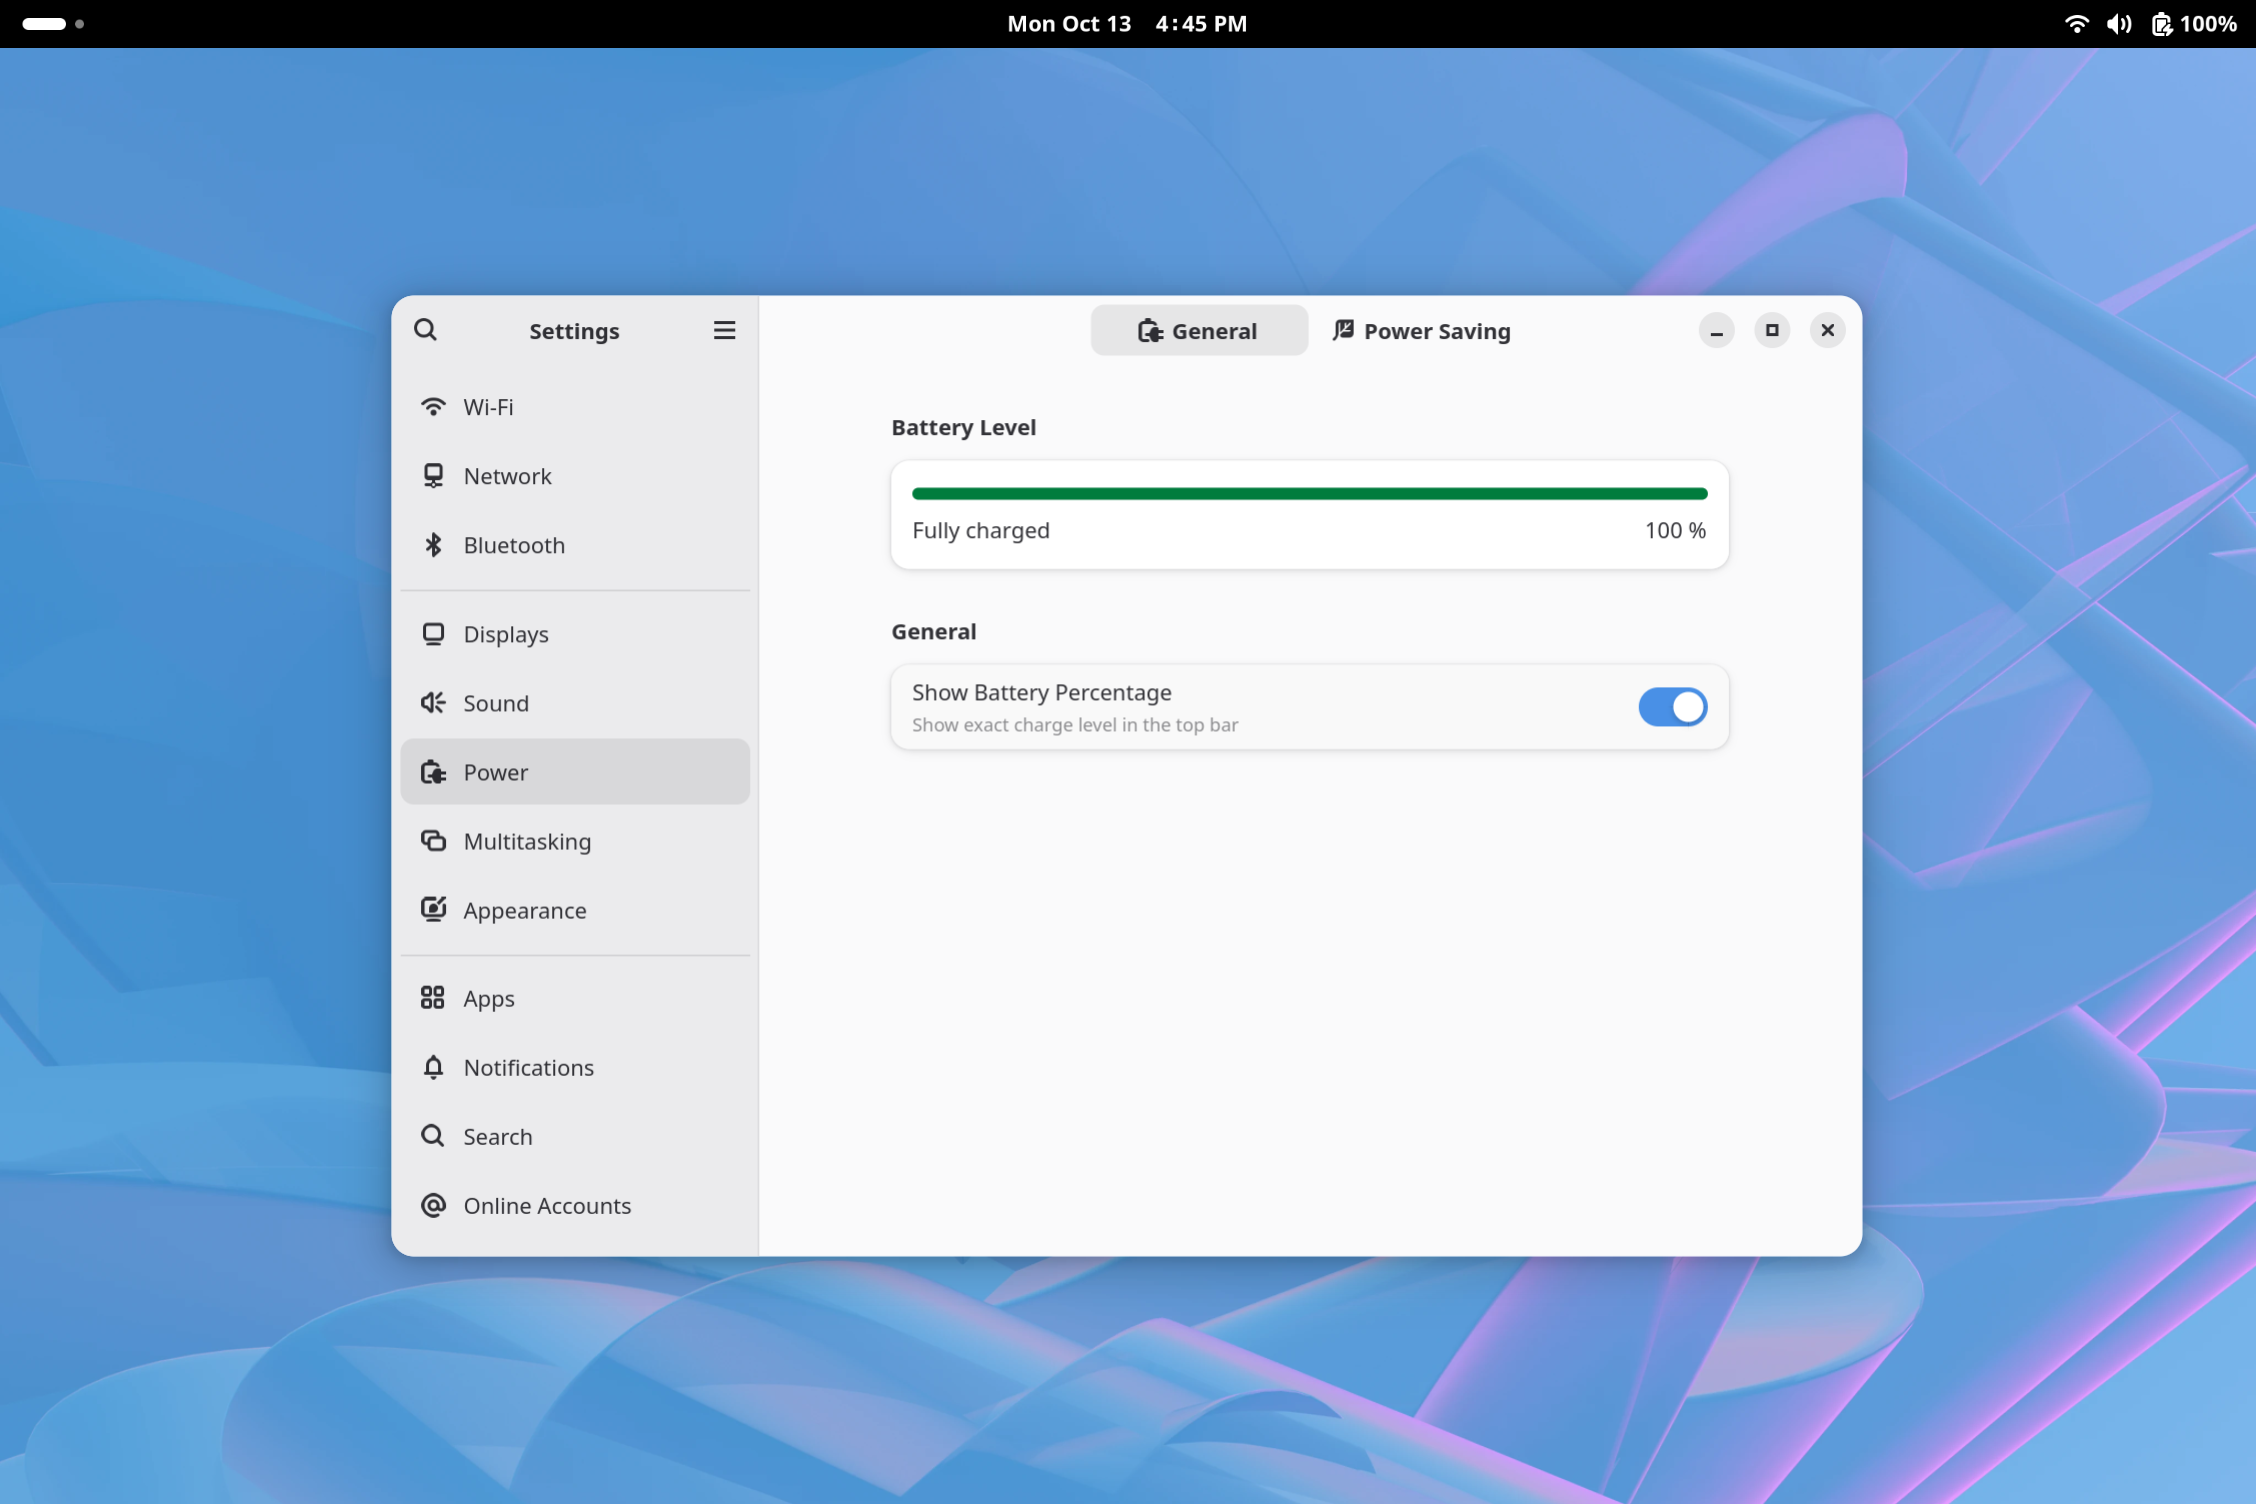 Mon Oct 13 4:45 PM
100%
Settings
General
Power Saving
Wi-Fi
Network
Bluetooth
Displays
Sound
Power
Multitasking
Appearance
Apps
Notifications
Search
Online Accounts
Battery Level
Fully charged
100 %
General
Show Battery Percentage
Show exact charge level in the top bar